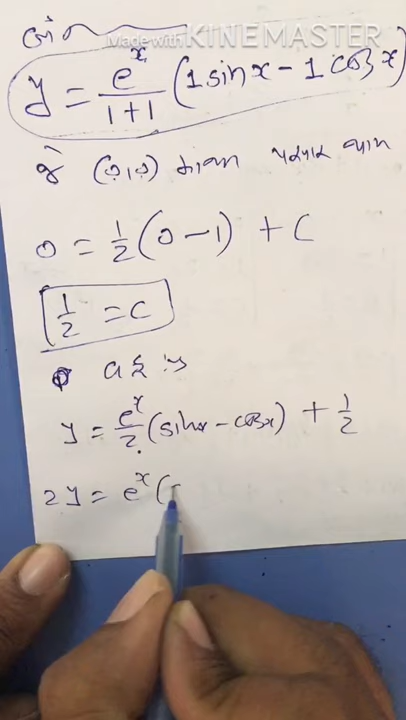 Made with KINEMASTER
y = e^x/(1+1) (1 sin x - 1 cos x)
જે (0,0)
0 = 1/2 (0 - 1) + C
1/2 = C
y = e^x/2 (sin x - cos x) + 1/2
2y = e^x (